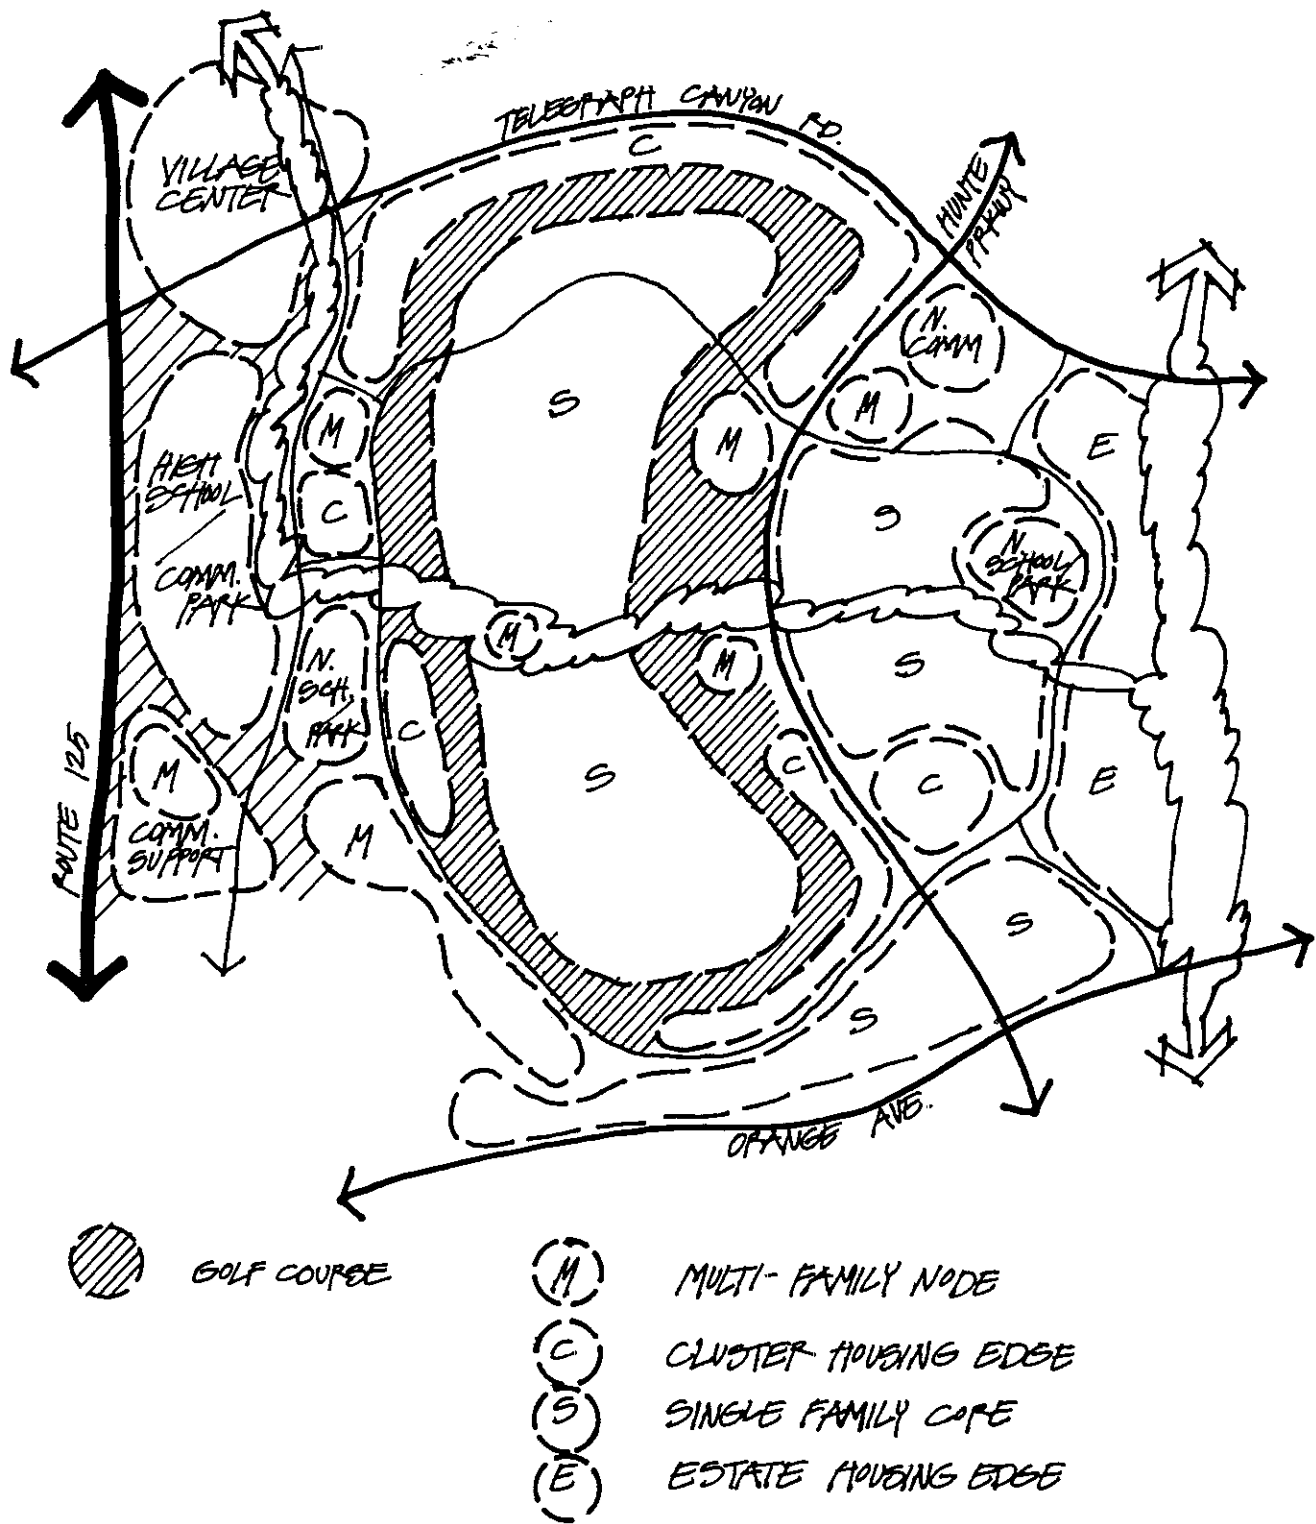 TELEGRAPH CANYON RD.
C
VILLAGE
CENTER
HUNTE
PRKWY
N.
COMM
M
S
M
M
E
HIGH
SCHOOL
C
S
N.
SCHOOL
PARK
COMM.
PARK
M
M
S
N.
SCH.
PARK
C
S
C
C
E
ROUTE 125
M
COMM.
SUPPORT
M
S
S
ORANGE AVE.
GOLF COURSE
M MULTI-FAMILY NODE
C CLUSTER HOUSING EDGE
S SINGLE FAMILY CORE
E ESTATE HOUSING EDGE